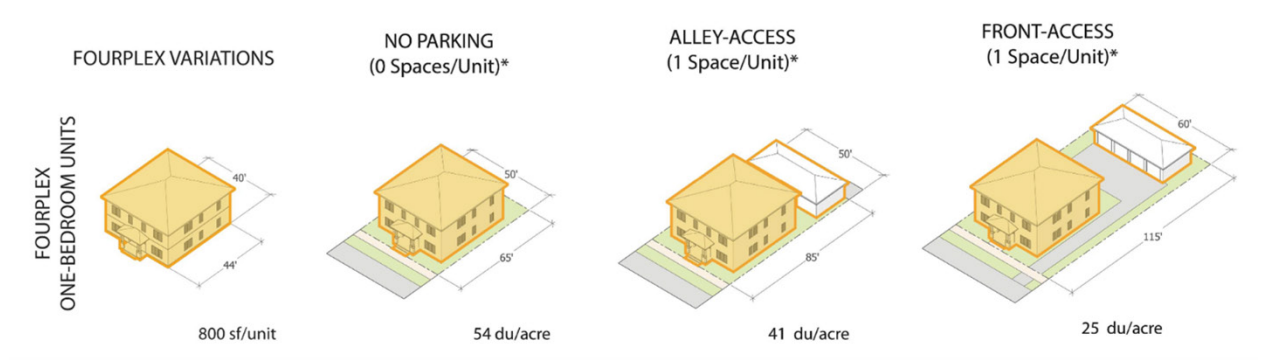 FOURPLEX VARIATIONS
NO PARKING
(0 Spaces/Unit)*
ALLEY-ACCESS
(1 Space/Unit)*
FRONT-ACCESS
(1 Space/Unit)*
FOURPLEX
ONE-BEDROOM UNITS
40'
44'
50'
65'
50'
85'
60'
115'
800 sf/unit
54 du/acre
41 du/acre
25 du/acre